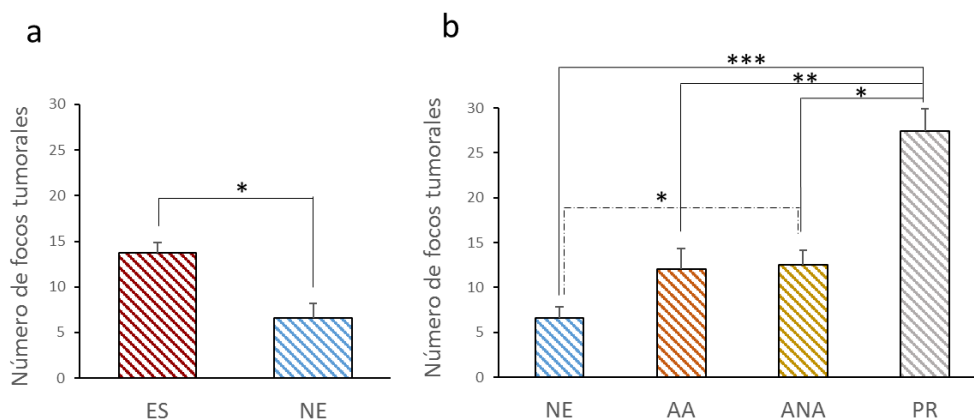 a
Número de focos tumorales
30
25
20
15
10
5
0
*
ES
NE
b
Número de focos tumorales
30
25
20
15
10
5
0
***
**
*
*
NE
AA
ANA
PR